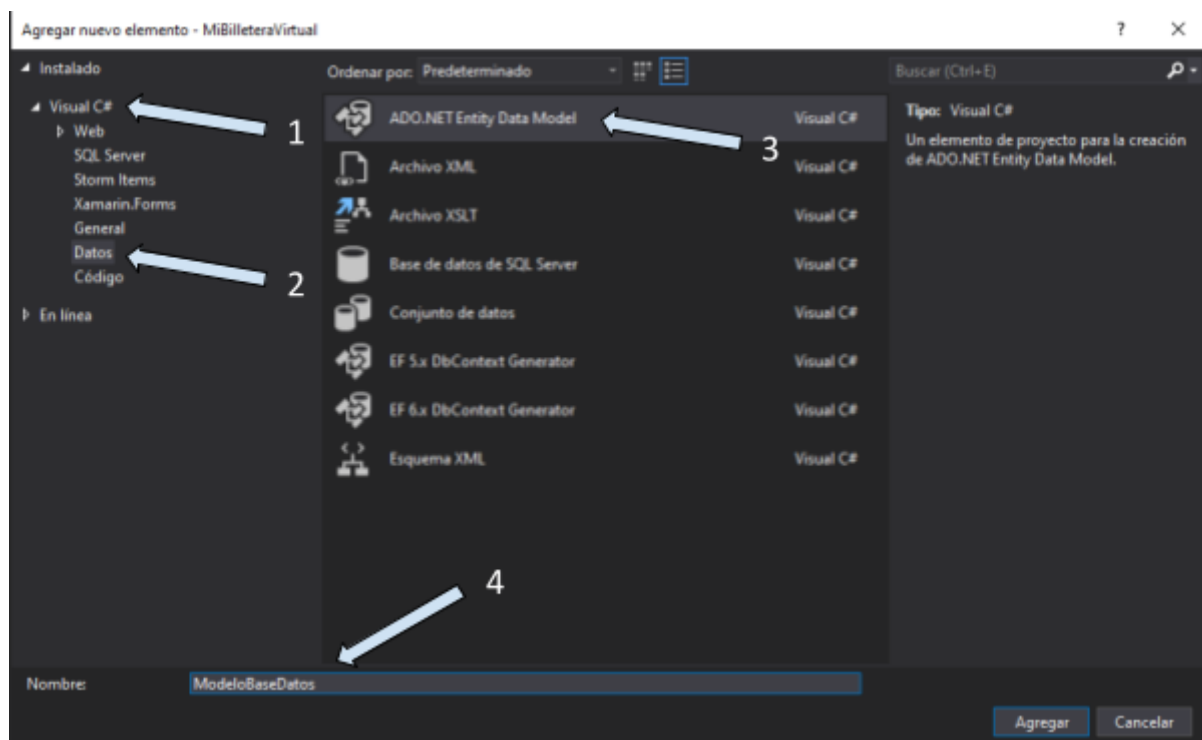 Agregar nuevo elemento - MiBilleteraVirtual ?
Instalado
Ordenar por: Predeterminado
Buscar (Ctrl+E)
Visual C#
Web
SQL Server
Storm Items
Xamarin.Forms
General
Datos
Código
En línea
1
2
ADO.NET Entity Data Model Visual C#
3
Archivo XML Visual C#
Archivo XSLT Visual C#
Base de datos de SQL Server Visual C#
Conjunto de datos Visual C#
EF 5.x DbContext Generator Visual C#
EF 6.x DbContext Generator Visual C#
Esquema XML Visual C#
Tipo: Visual C#
Un elemento de proyecto para la creación
de ADO.NET Entity Data Model.
4
Nombre: ModeloBaseDatos
Agregar Cancelar